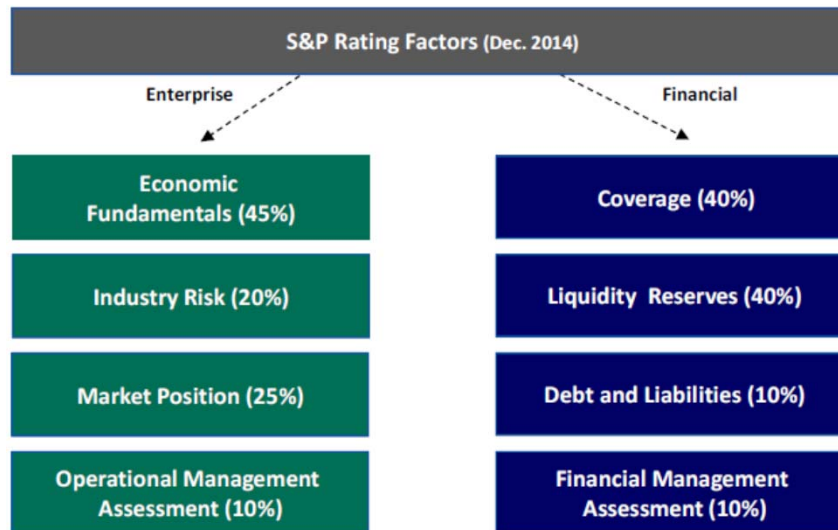 S&P Rating Factors (Dec. 2014)
Enterprise
Financial
Economic
Fundamentals (45%)
Industry Risk (20%)
Market Position (25%)
Operational Management
Assessment (10%)
Coverage (40%)
Liquidity Reserves (40%)
Debt and Liabilities (10%)
Financial Management
Assessment (10%)